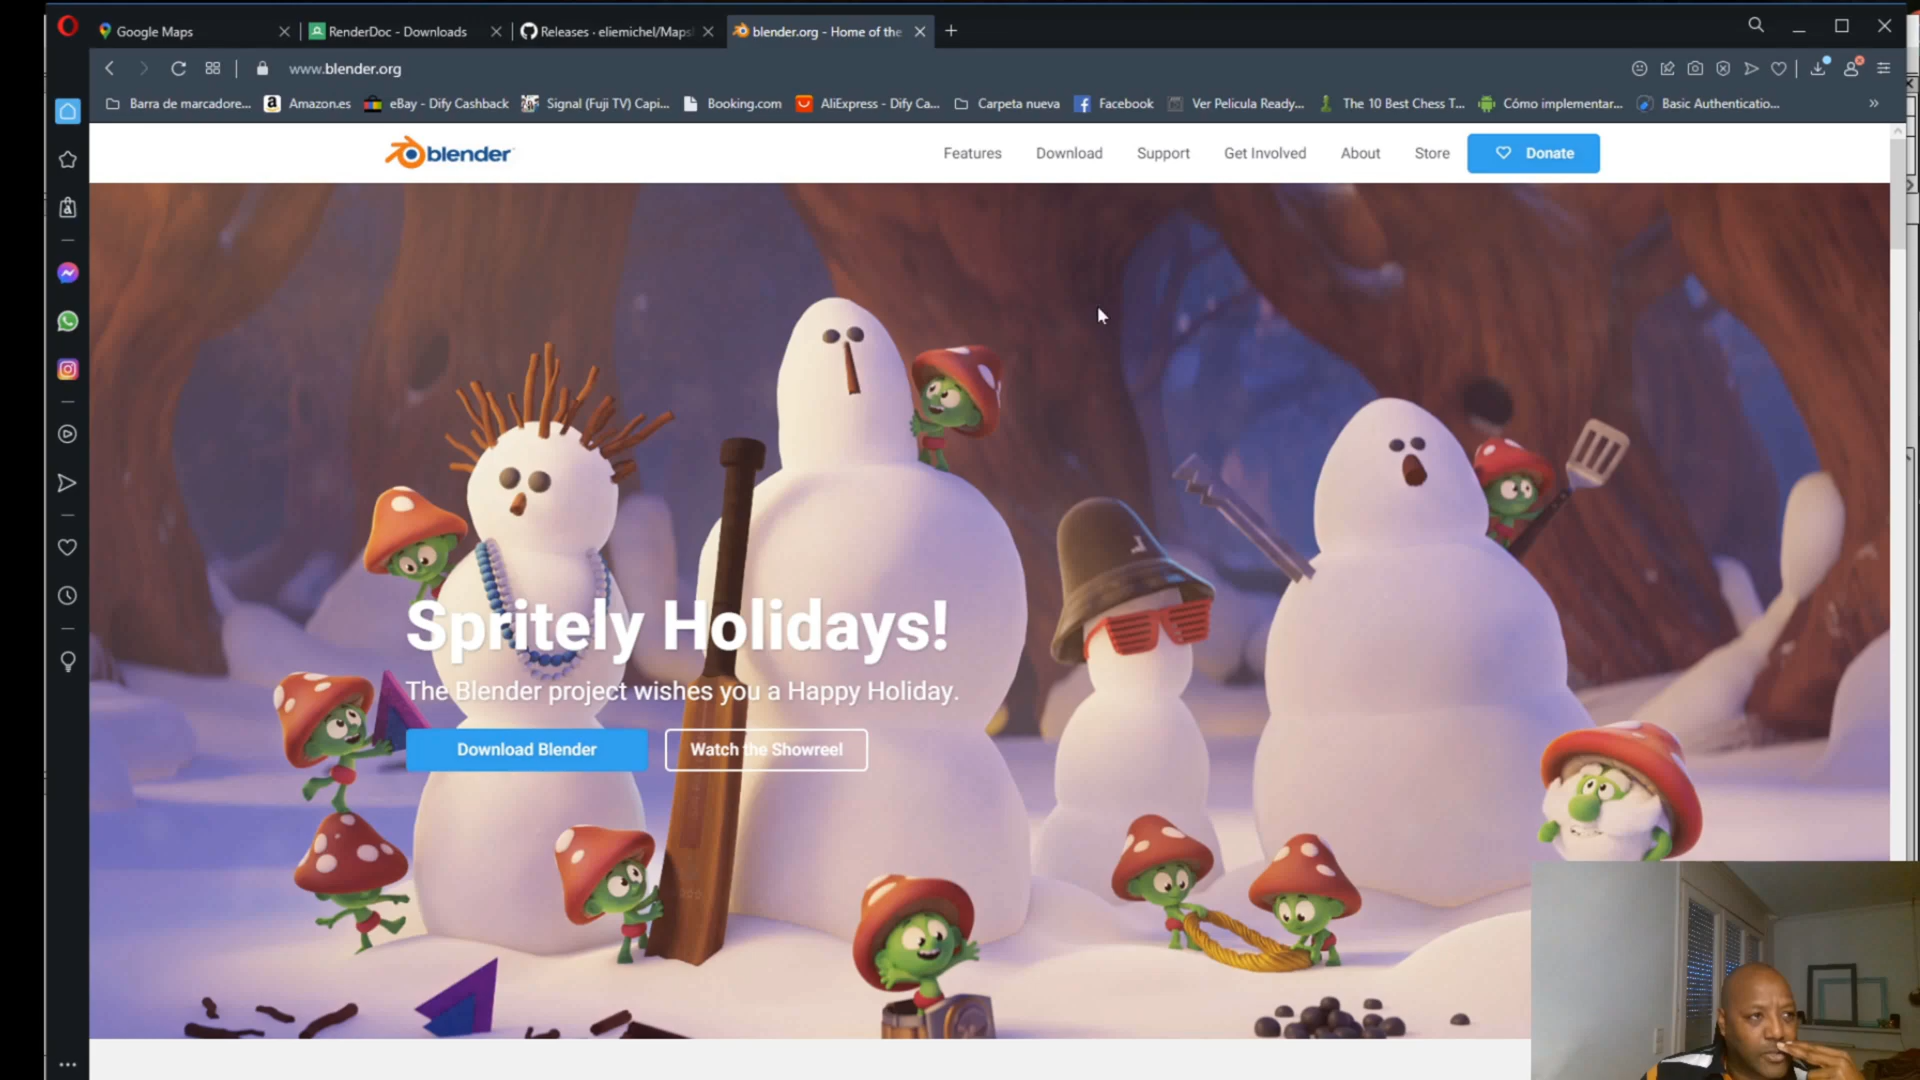 Google Maps
RenderDoc - Downloads
Releases · eliemichel/Maps
blender.org - Home of the
www.blender.org
Barra de marcadore...
Amazon.es
eBay - Dify Cashback
Signal (Fuji TV) Capi...
Booking.com
AliExpress - Dify Ca...
Carpeta nueva
Facebook
Ver Pelicula Ready...
The 10 Best Chess T...
Cómo implementar...
Basic Authenticatio...
blender
Features
Download
Support
Get Involved
About
Store
Donate
Spritely Holidays!
The Blender project wishes you a Happy Holiday.
Download Blender
Watch the Showreel